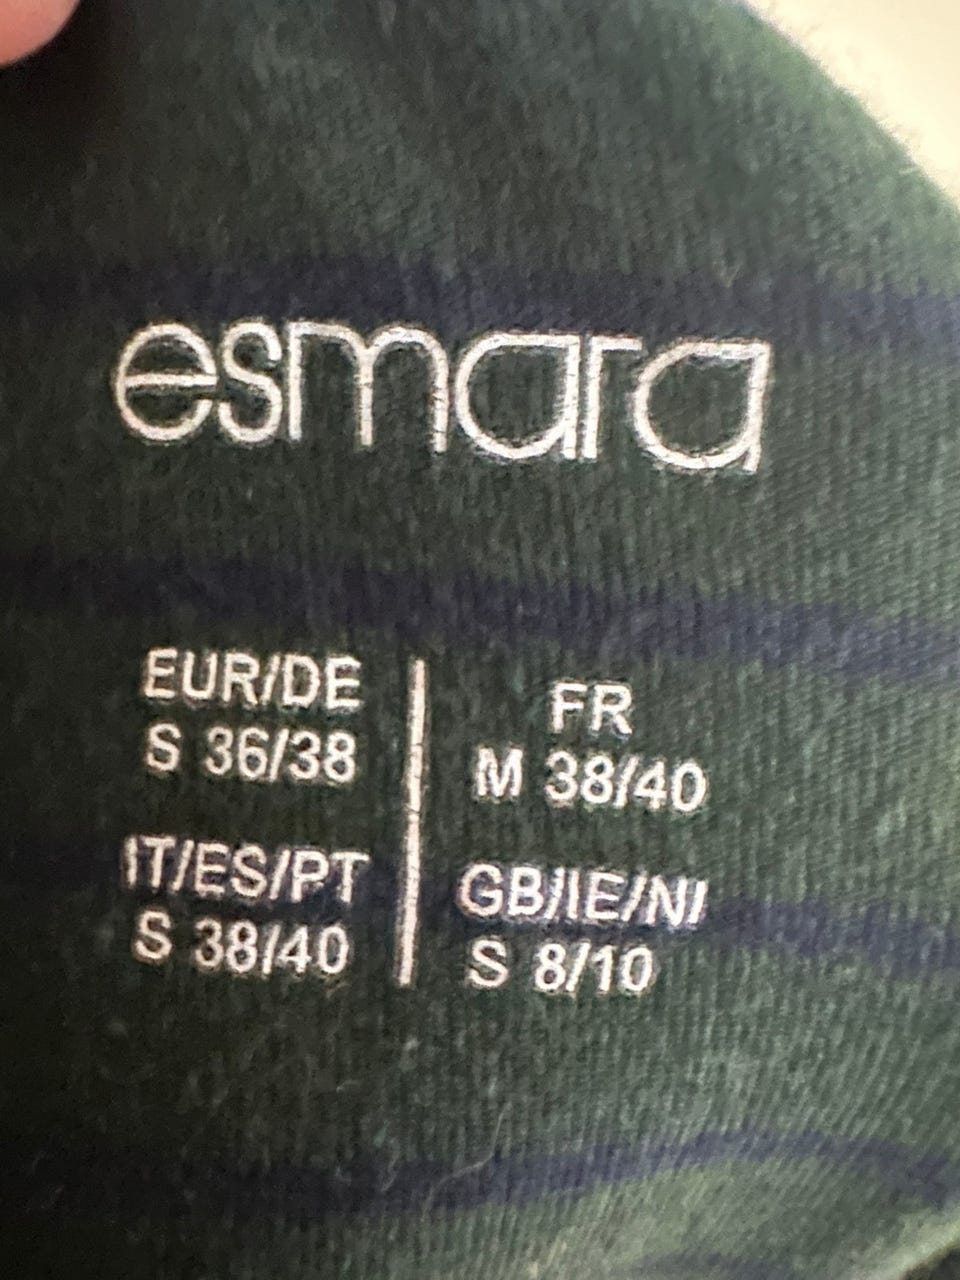 esmara
EUR/DE
S 36/38
FR
M 38/40
IT/ES/PT
S 38/40
GB/IE/NI
S 8/10